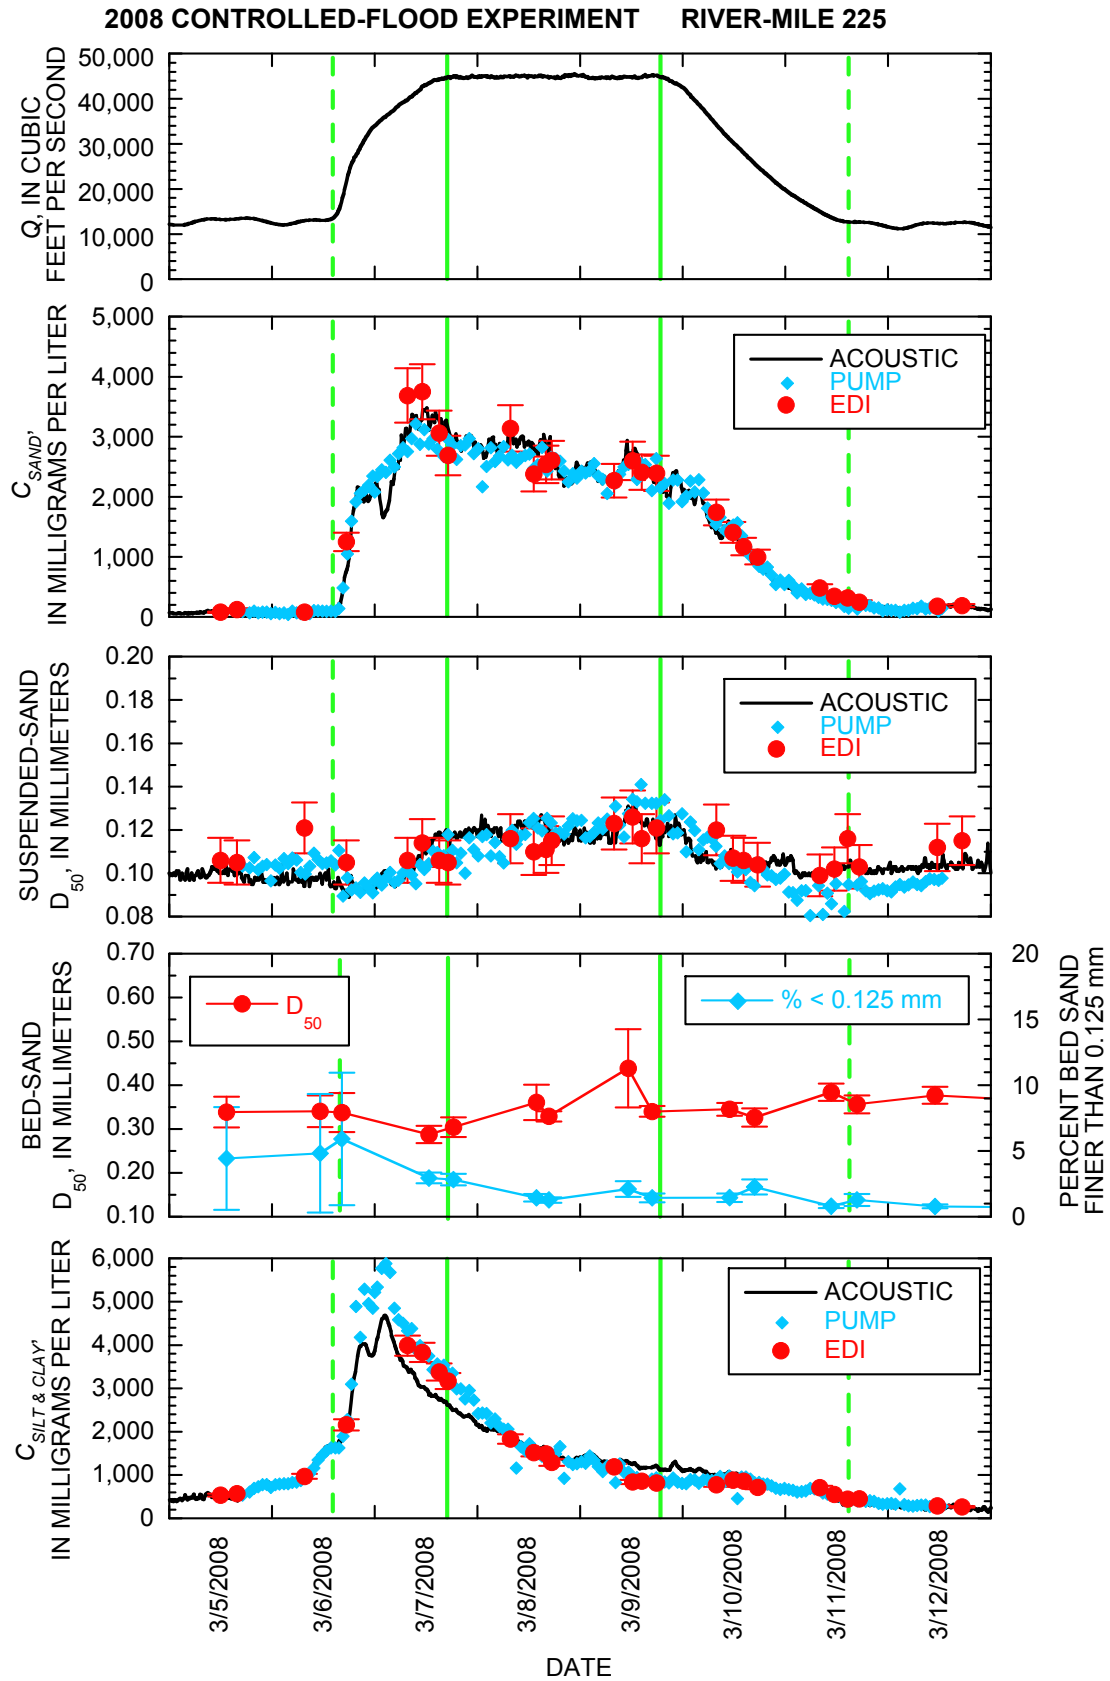 2008 CONTROLLED-FLOOD EXPERIMENT RIVER-MILE 225
Q, IN CUBIC
FEET PER SECOND
50,000
40,000
30,000
20,000
10,000
0
C SAND,
IN MILLIGRAMS PER LITER
5,000
4,000
3,000
2,000
1,000
0
ACOUSTIC
PUMP
EDI
SUSPENDED-SAND
D50, IN MILLIMETERS
0.20
0.18
0.16
0.14
0.12
0.10
0.08
ACOUSTIC
PUMP
EDI
BED-SAND
D50, IN MILLIMETERS
0.70
0.60
0.50
0.40
0.30
0.20
0.10
D50
% < 0.125 mm
20
15
10
5
0
PERCENT BED SAND
FINER THAN 0.125 mm
C SILT & CLAY,
IN MILLIGRAMS PER LITER
6,000
5,000
4,000
3,000
2,000
1,000
0
ACOUSTIC
PUMP
EDI
3/5/2008
3/6/2008
3/7/2008
3/8/2008
3/9/2008
3/10/2008
3/11/2008
3/12/2008
DATE